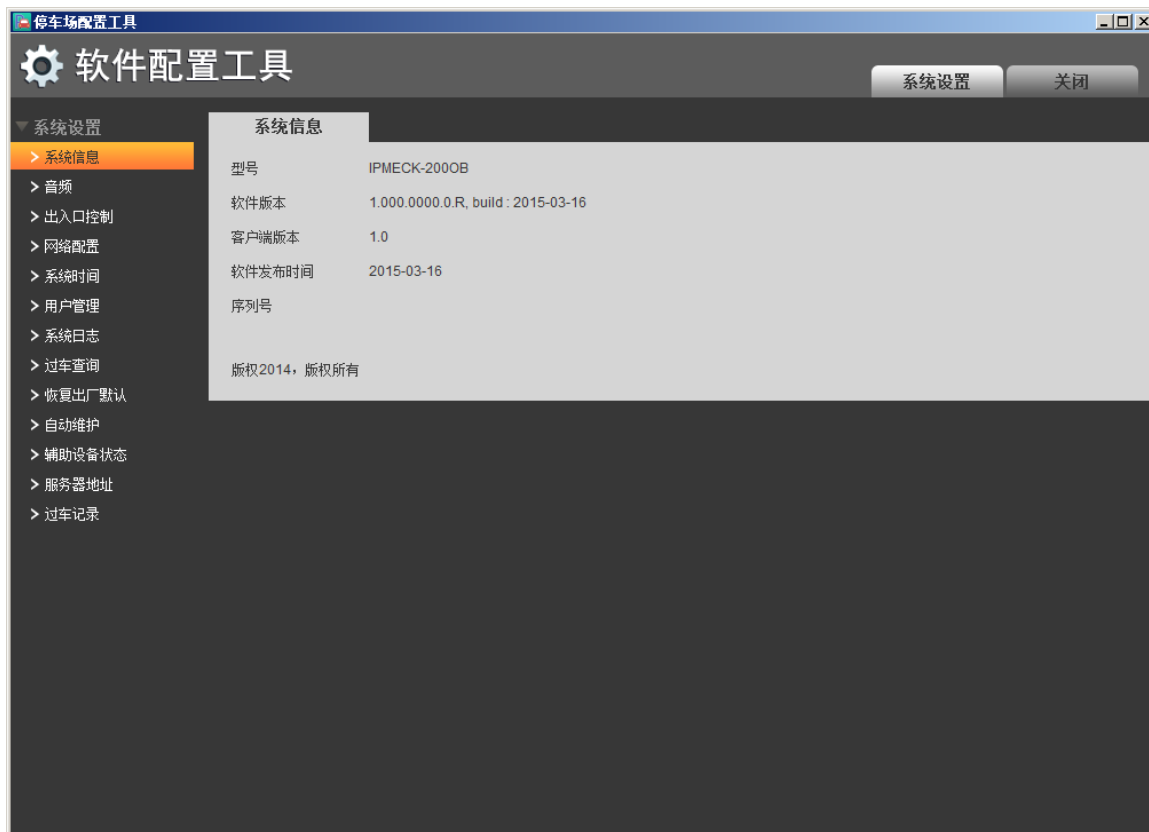 停车场配置工具
软件配置工具
系统设置 关闭
系统设置
系统信息
音频
出入口控制
网络配置
系统时间
用户管理
系统日志
过车查询
恢复出厂默认
自动维护
辅助设备状态
服务器地址
过车记录
系统信息
型号 IPMECK-200OB
软件版本 1.000.0000.0.R, build : 2015-03-16
客户端版本 1.0
软件发布时间 2015-03-16
序列号
版权2014，版权所有